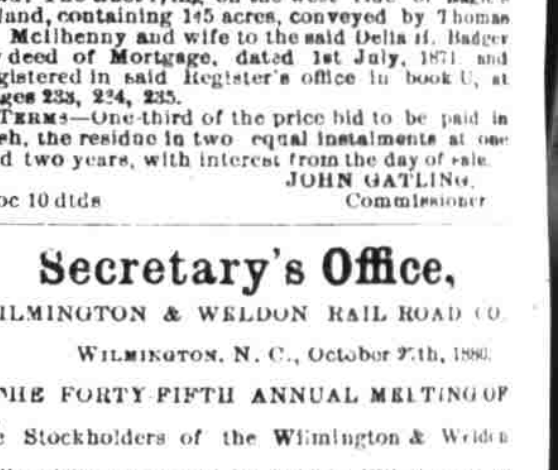 land, containing 145 acres, conveyed by Thomas
McIlhenny and wife to the said Delia H. Badger
deed of Mortgage, dated 1st July, 1871 and
gistered in said Register's office in book U, at
ges 233, 234, 235.
TERMS—One-third of the price bid to be paid in
sh, the residue in two equal instalments at one
d two years, with interest from the day of sale.
JOHN GATLING,
oc 10 dtds Commissioner
Secretary's Office,
ILMINGTON & WELDON RAIL ROAD CO.
WILMINGTON, N. C., October 27th, 1880.
THE FORTY-FIFTH ANNUAL MEETING OF
e Stockholders of the Wilmington & Weldon